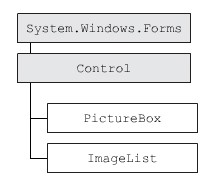 System.Windows.Forms
Control
PictureBox
ImageList